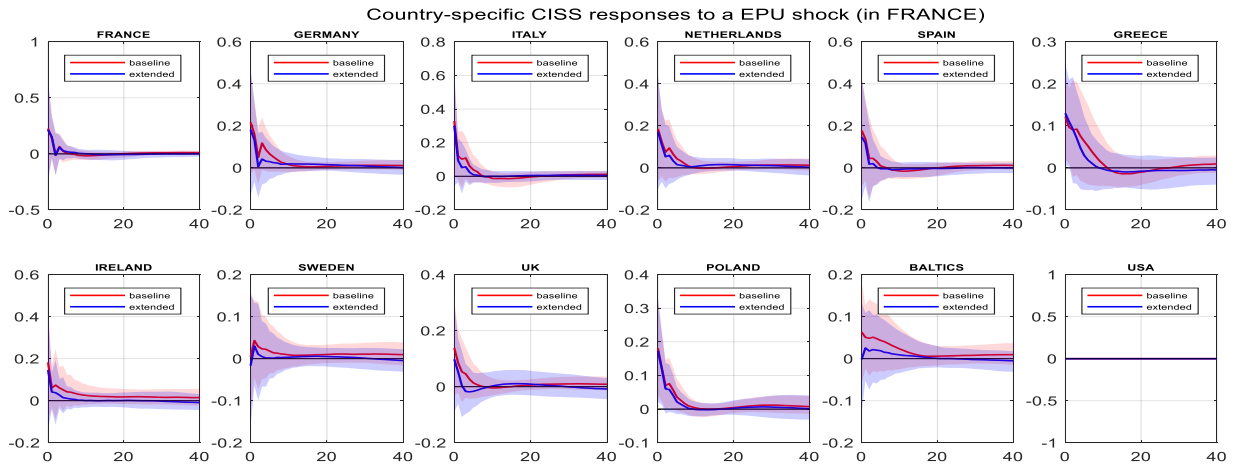 Country-specific CISS responses to a EPU shock (in FRANCE)
FRANCE GERMANY ITALY NETHERLANDS SPAIN GREECE
1 0.6 0.8 0.6 0.6 0.3
baseline baseline baseline baseline baseline baseline
extended extended extended extended extended extended
0.6
0.5 0.4 0.4 0.4 0.2
0.4
0.2 0.2 0.2 0.1
0.2
0 0 0 0 0 0
-0.5 -0.2 -0.2 -0.2 -0.2 -0.1
0 20 40 0 20 40 0 20 40 0 20 40 0 20 40 0 20 40
IRELAND SWEDEN UK POLAND BALTICS USA
0.6 0.2 0.4 0.4 0.2 1
baseline baseline baseline baseline baseline baseline
extended extended extended extended extended extended
0.3
0.4 0.1 0.2 0.1 0.5
0.2
0.2 0 0 0.1 0 0
0 -0.1 0 -0.1 -0.5
-0.2 -0.2 -0.2 -0.1 -0.2 -1
0 20 40 0 20 40 0 20 40 0 20 40 0 20 40 0 20 40